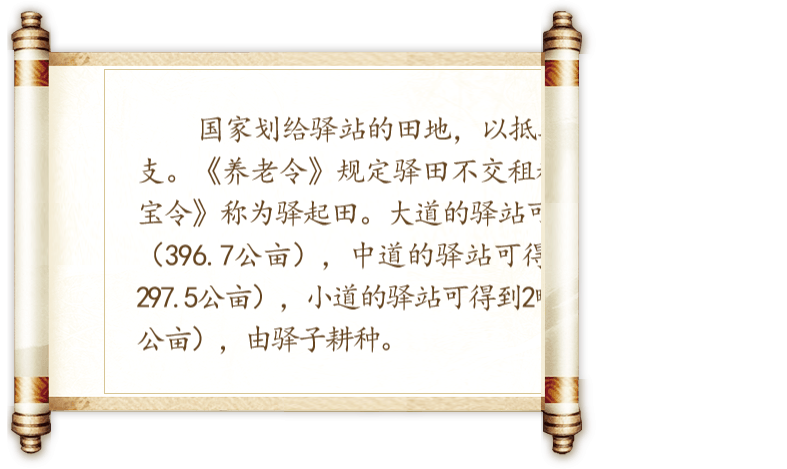 国家划给驿站的田地，以抵
支。《养老令》规定驿田不交租
宝令》称为驿起田。大道的驿站可
（396.7公亩），中道的驿站可得
297.5公亩），小道的驿站可得到2
公亩），由驿子耕种。